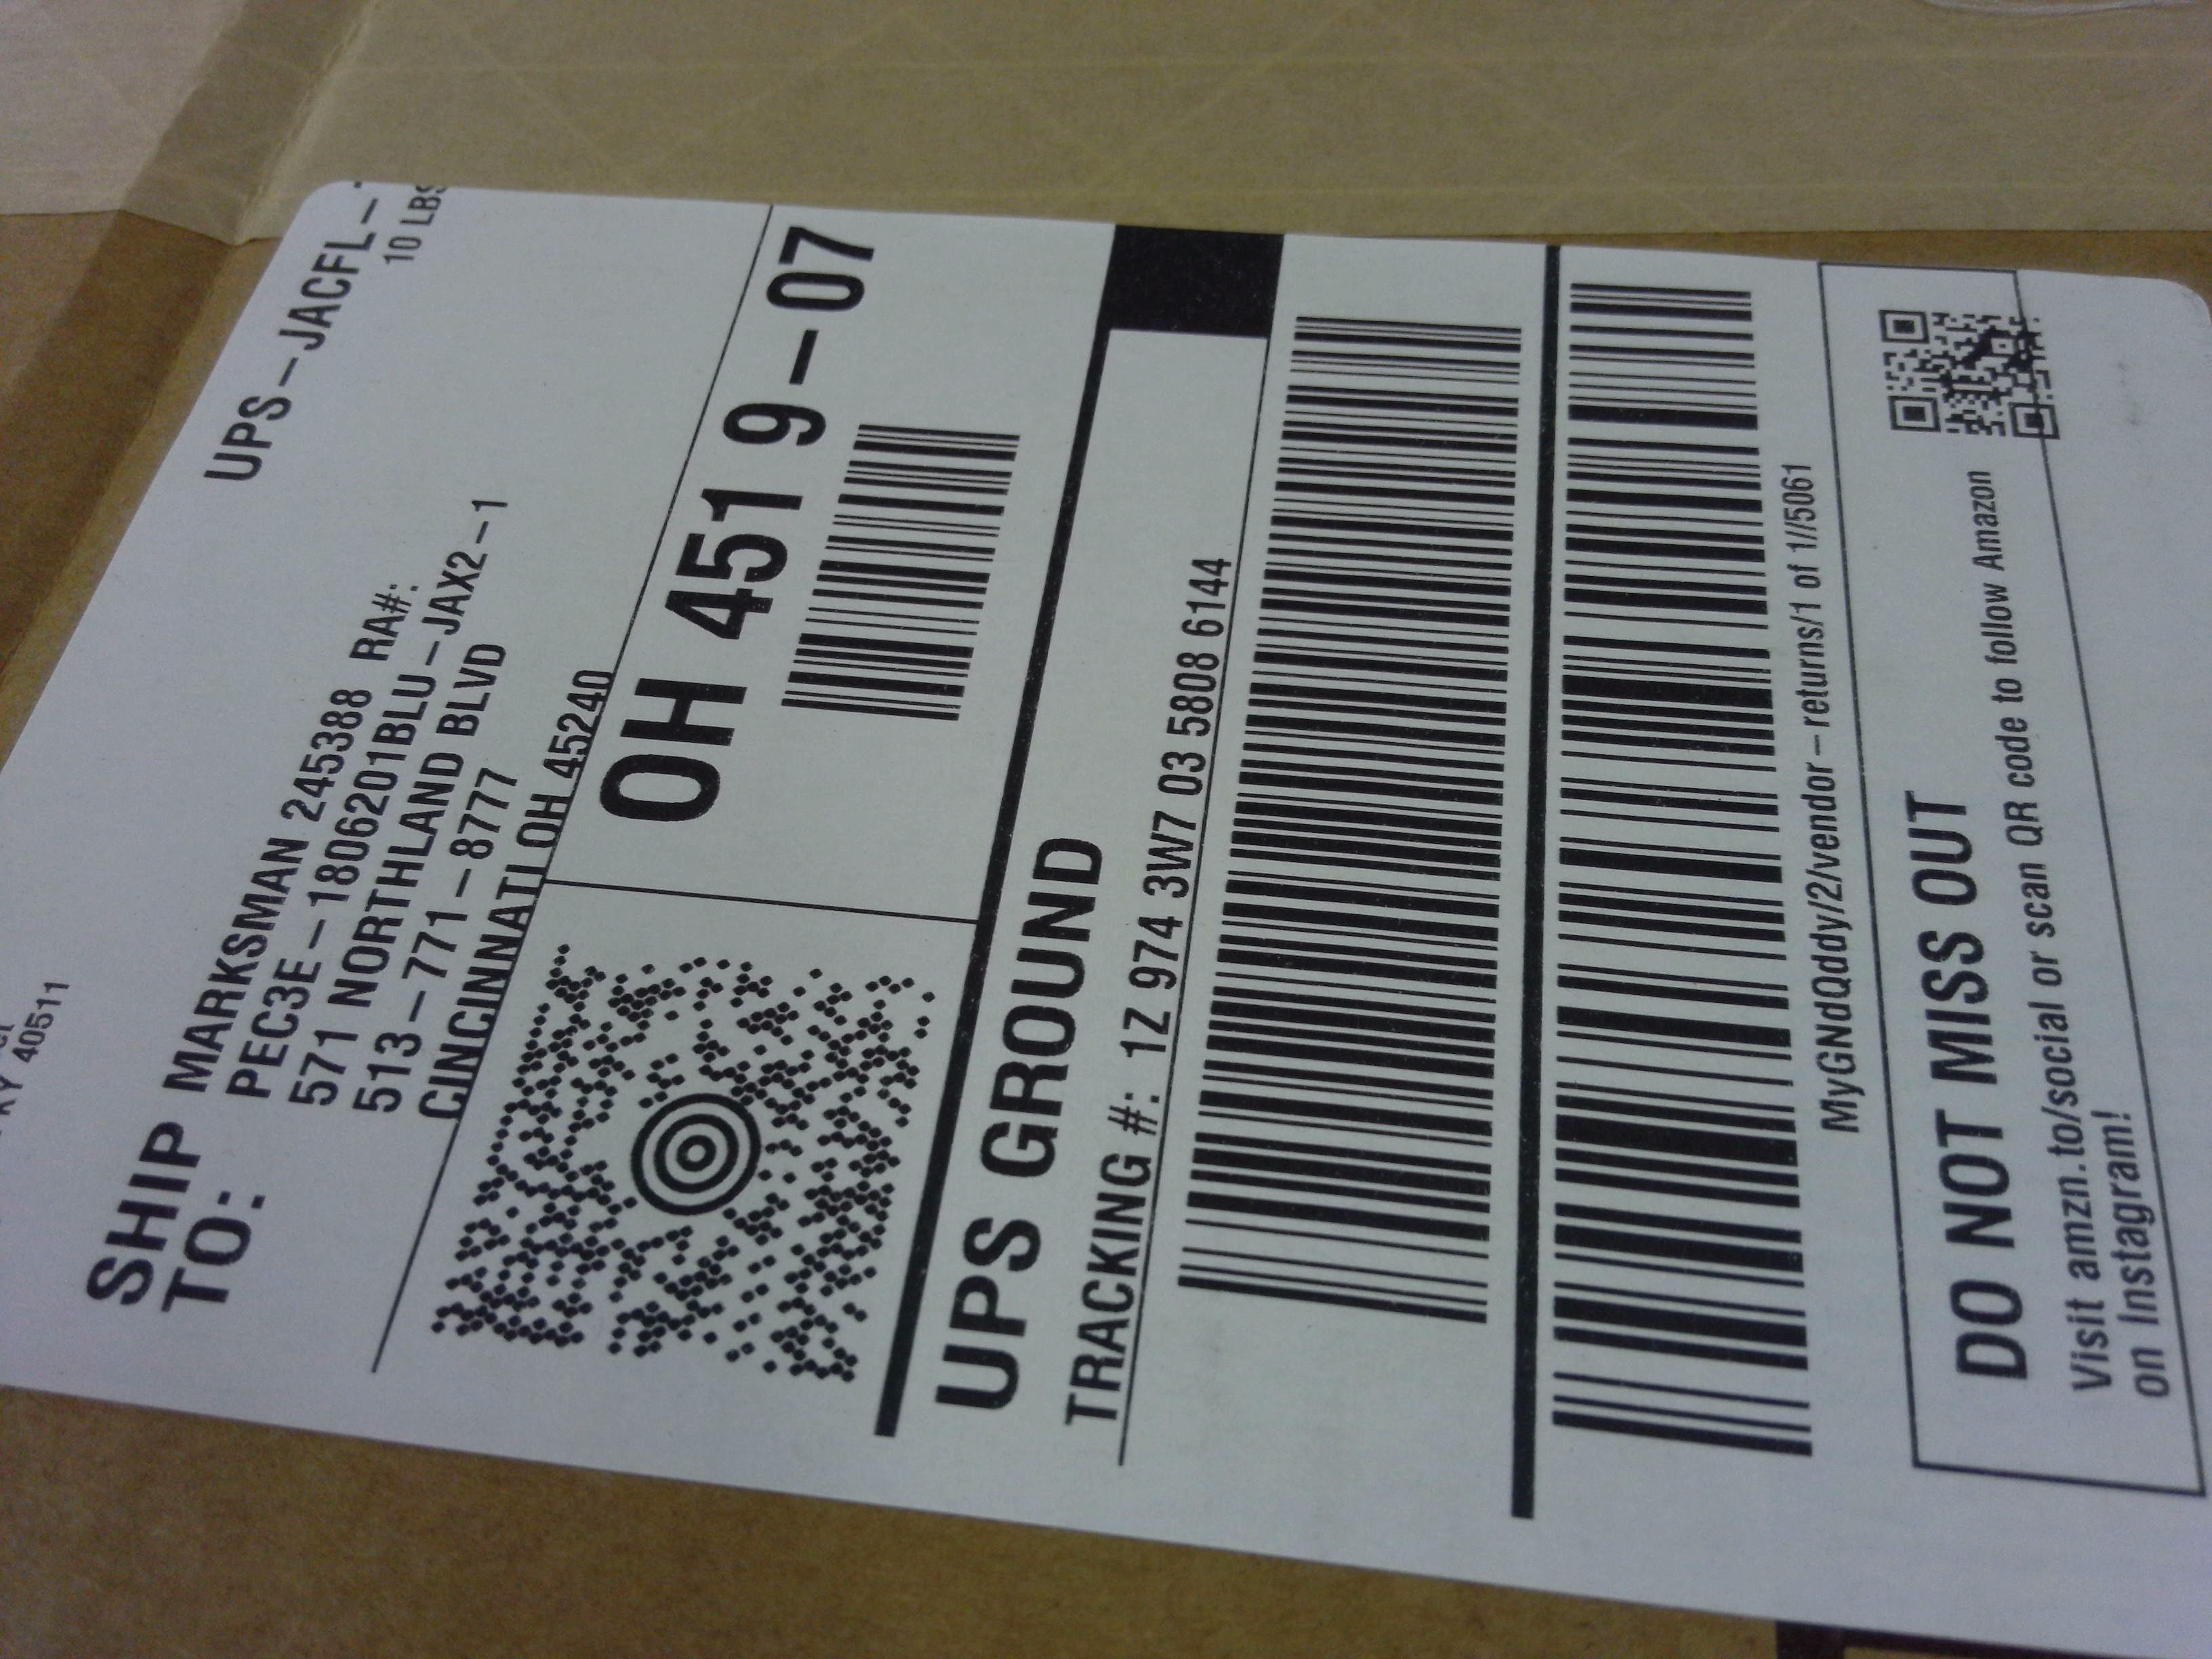 KY 40511
UPS-JACFL-
10 LBS
SHIP
TO:
MARKSMAN 245388 RA#:
PEC3E-1806201BLU-JAX2-1
571 NORTHLAND BLVD
513-771-8777
CINCINNATI OH 45240
OH 451 9-07
UPS GROUND
TRACKING #: 1Z 974 3W7 03 5808 6144
MyGNdQddy/2/vendor-returns/1 of 1//5061
DO NOT MISS OUT
Visit amzn.to/social or scan QR code to follow Amazon
on Instagram!